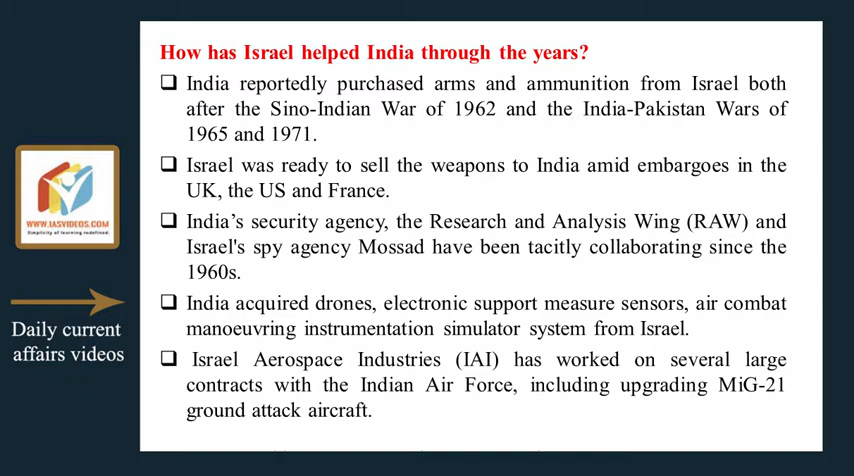 How has Israel helped India through the years?
❑ India reportedly purchased arms and ammunition from Israel both
after the Sino-Indian War of 1962 and the India-Pakistan Wars of
1965 and 1971.
❑ Israel was ready to sell the weapons to India amid embargoes in the
UK, the US and France.
❑ India's security agency, the Research and Analysis Wing (RAW) and
Israel's spy agency Mossad have been tacitly collaborating since the
1960s.
❑ India acquired drones, electronic support measure sensors, air combat
manoeuvring instrumentation simulator system from Israel.
❑ Israel Aerospace Industries (IAI) has worked on several large
contracts with the Indian Air Force, including upgrading MiG-21
ground attack aircraft.
WWW.IASVIDEOS.COM
Simplicity of learning redefined.
Daily current
affairs videos